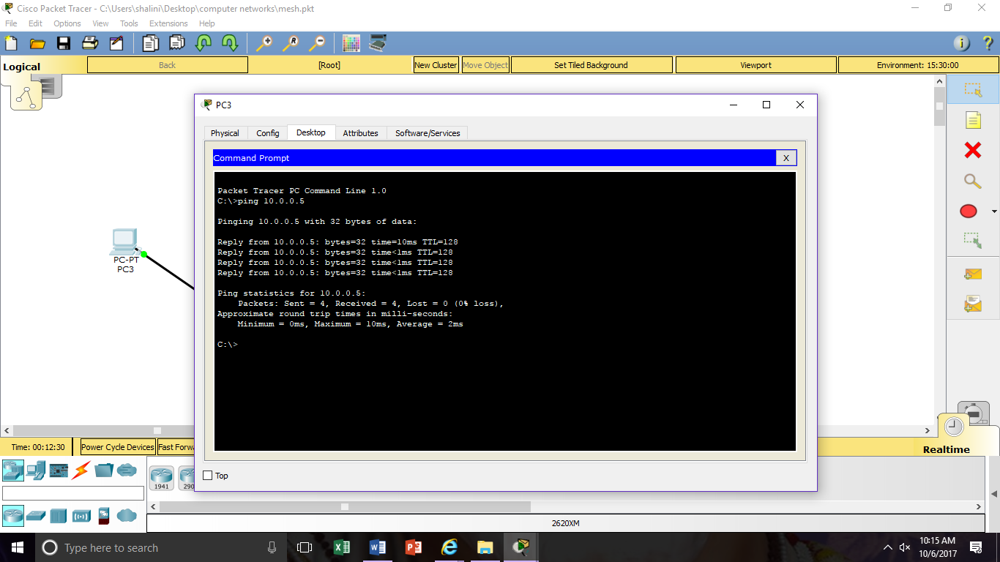 Cisco Packet Tracer - C:\Users\shalini\Desktop\computer networks\mesh.pkt
File Edit Options View Tools Extensions Help
Logical Back [Root] New Cluster Move Object Set Tiled Background Viewport Environment: 15:30:00
PC3
Physical Config Desktop Attributes Software/Services
Command Prompt X
Packet Tracer PC Command Line 1.0
C:\>ping 10.0.0.5
Pinging 10.0.0.5 with 32 bytes of data:
Reply from 10.0.0.5: bytes=32 time=10ms TTL=128
Reply from 10.0.0.5: bytes=32 time<1ms TTL=128
Reply from 10.0.0.5: bytes=32 time<1ms TTL=128
Reply from 10.0.0.5: bytes=32 time<1ms TTL=128
Ping statistics for 10.0.0.5:
Packets: Sent = 4, Received = 4, Lost = 0 (0% loss),
Approximate round trip times in milli-seconds:
Minimum = 0ms, Maximum = 10ms, Average = 2ms
C:\>
PC-PT
PC3
Top
Time: 00:12:30 Power Cycle Devices Fast Forwa
Realtime
1941 290
2620XM
Type here to search
10:15 AM
10/6/2017